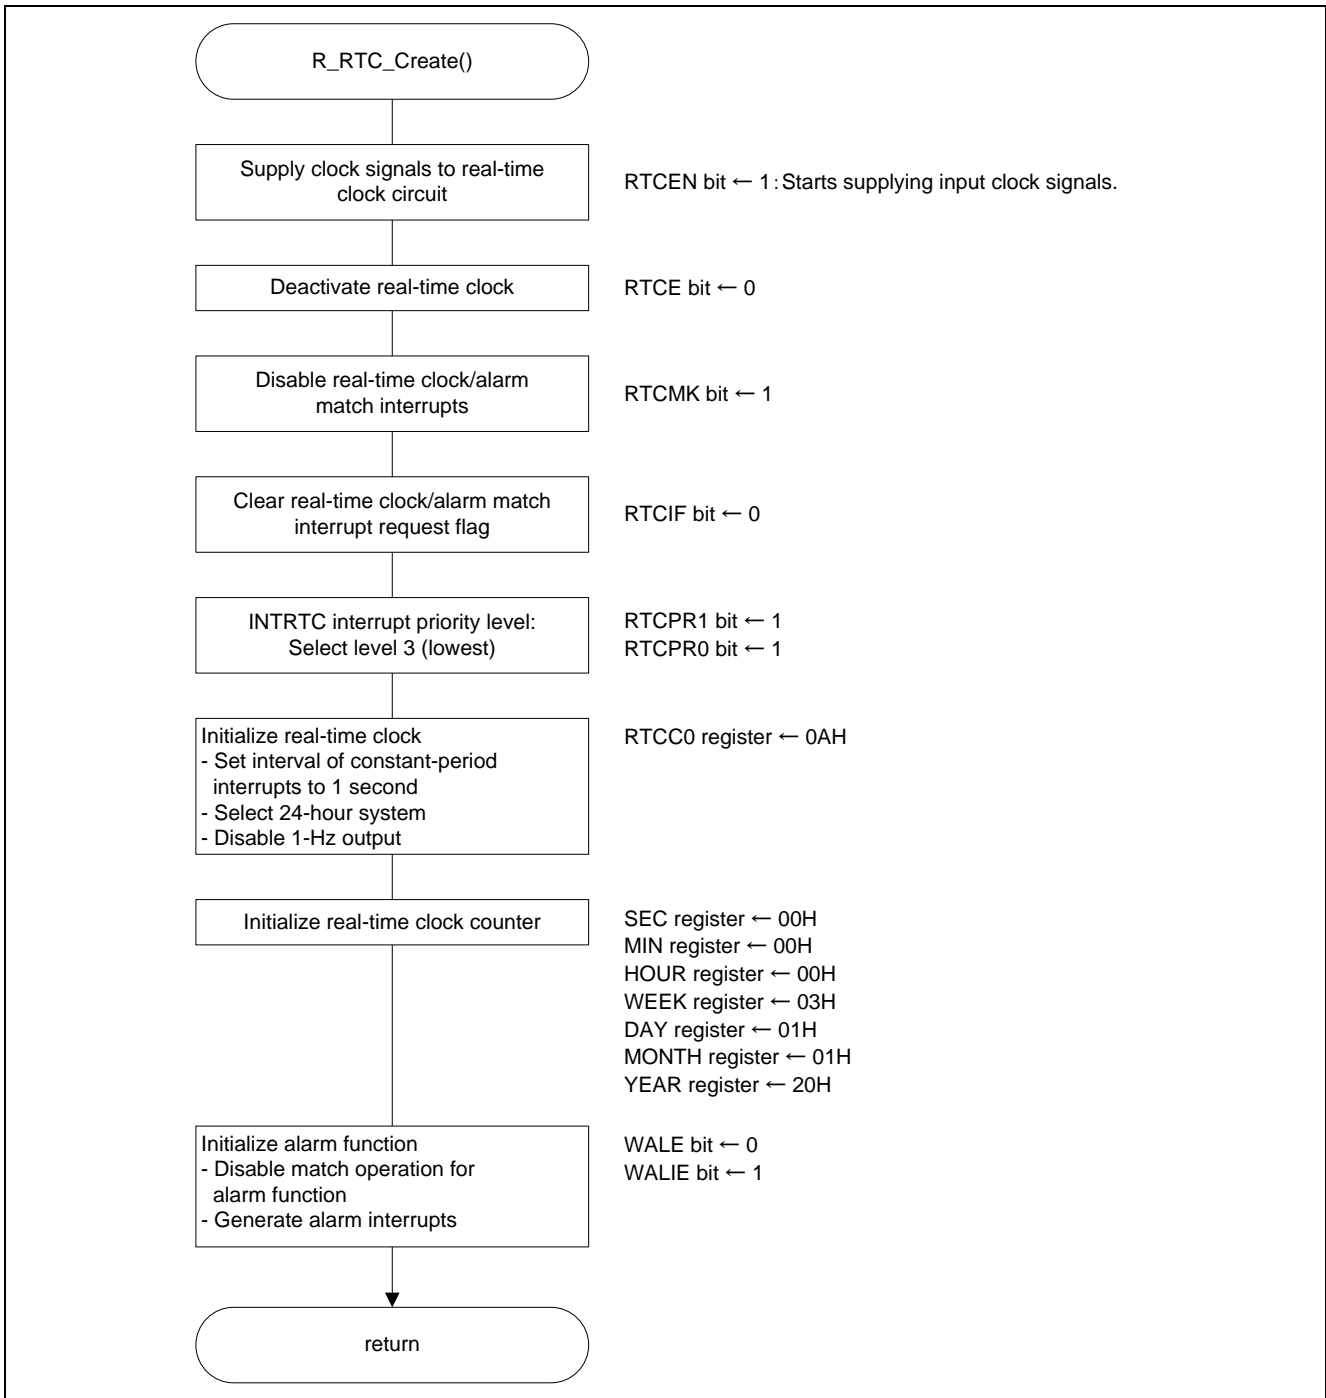 R_RTC_Create()
Supply clock signals to real-time
clock circuit
RTCEN bit ← 1:Starts supplying input clock signals.
Deactivate real-time clock
RTCE bit ← 0
Disable real-time clock/alarm
match interrupts
RTCMK bit ← 1
Clear real-time clock/alarm match
interrupt request flag
RTCIF bit ← 0
INTRTC interrupt priority level:
Select level 3 (lowest)
RTCPR1 bit ← 1
RTCPR0 bit ← 1
Initialize real-time clock
- Set interval of constant-period
interrupts to 1 second
- Select 24-hour system
- Disable 1-Hz output
RTCC0 register ← 0AH
Initialize real-time clock counter
SEC register ← 00H
MIN register ← 00H
HOUR register ← 00H
WEEK register ← 03H
DAY register ← 01H
MONTH register ← 01H
YEAR register ← 20H
Initialize alarm function
- Disable match operation for
alarm function
- Generate alarm interrupts
WALE bit ← 0
WALIE bit ← 1
return